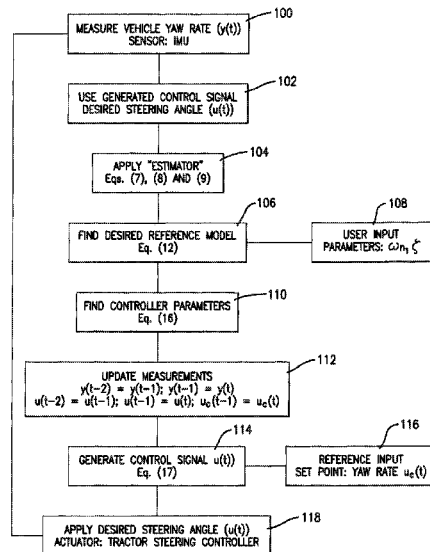 100
MEASURE VEHICLE YAW RATE (y(t))
SENSOR: IMU
102
USE GENERATED CONTROL SIGNAL
DESIRED STEERING ANGLE (u(t))
104
APPLY "ESTIMATOR"
Eqs. (7), (8) AND (9)
106
FIND DESIRED REFERENCE MODEL
Eq. (12)
108
USER INPUT
PARAMETERS: ωn, ζ
110
FIND CONTROLLER PARAMETERS
Eq. (16)
112
UPDATE MEASUREMENTS
y(t-2) = y(t-1); y(t-1) = y(t)
u(t-2) = u(t-1); u(t-1) = u(t); u_c(t-1) = u_c(t)
114
GENERATE CONTROL SIGNAL u(t))
Eq. (17)
116
REFERENCE INPUT
SET POINT: YAW RATE u_c(t)
118
APPLY DESIRED STEERING ANGLE (u(t))
ACTUATOR: TRACTOR STEERING CONTROLLER